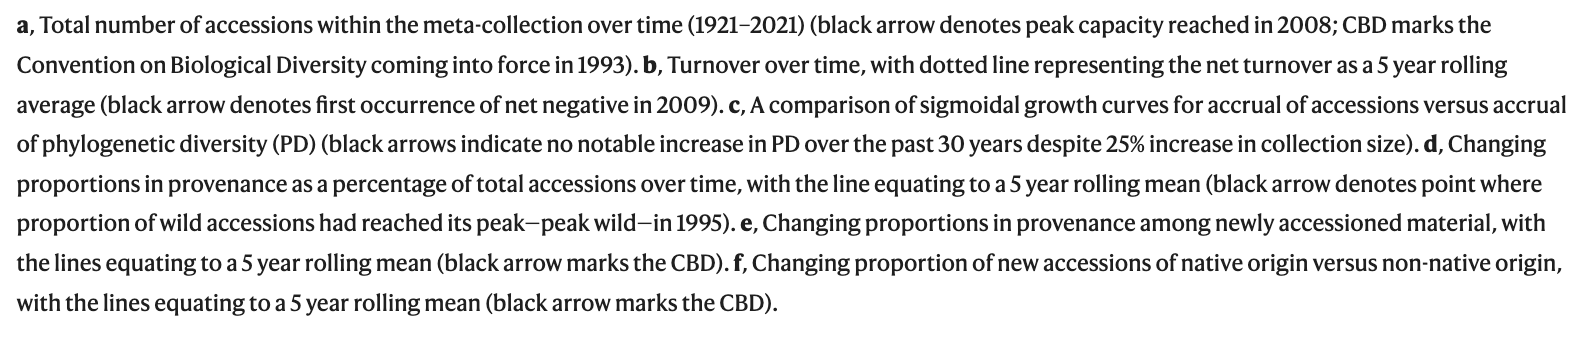 a, Total number of accessions within the meta-collection over time (1921–2021) (black arrow denotes peak capacity reached in 2008; CBD marks the
Convention on Biological Diversity coming into force in 1993). b, Turnover over time, with dotted line representing the net turnover as a 5 year rolling
average (black arrow denotes first occurrence of net negative in 2009). c, A comparison of sigmoidal growth curves for accrual of accessions versus accrual
of phylogenetic diversity (PD) (black arrows indicate no notable increase in PD over the past 30 years despite 25% increase in collection size). d, Changing
proportions in provenance as a percentage of total accessions over time, with the line equating to a 5 year rolling mean (black arrow denotes point where
proportion of wild accessions had reached its peak—peak wild—in 1995). e, Changing proportions in provenance among newly accessioned material, with
the lines equating to a 5 year rolling mean (black arrow marks the CBD). f, Changing proportion of new accessions of native origin versus non-native origin,
with the lines equating to a 5 year rolling mean (black arrow marks the CBD).